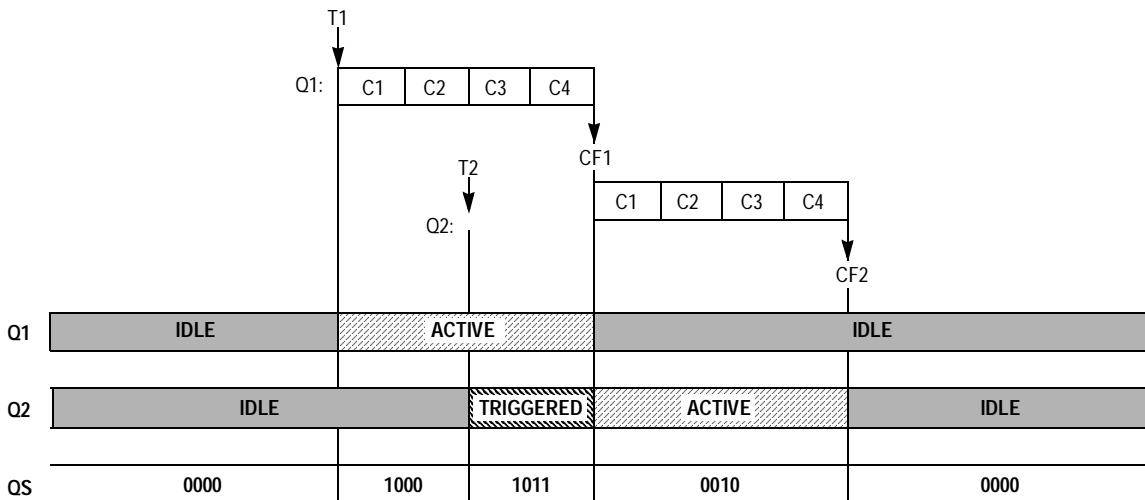 T1
Q1: C1 C2 C3 C4
CF1
T2
C1 C2 C3 C4
Q2:
CF2
Q1 IDLE ACTIVE IDLE
Q2 IDLE TRIGGERED ACTIVE IDLE
QS 0000 1000 1011 0010 0000